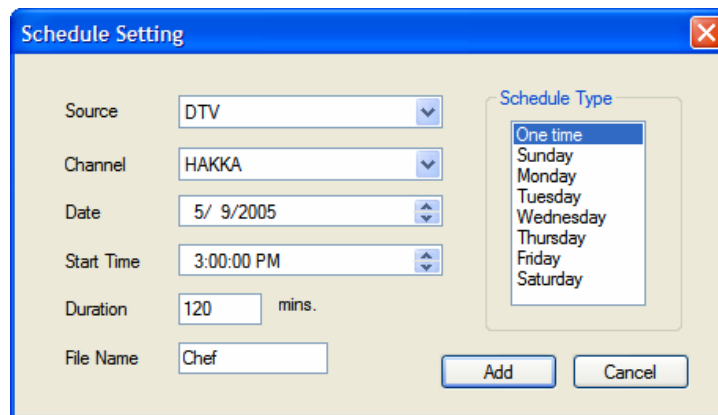 Schedule Setting
Source
DTV
Channel
HAKKA
Date
5/ 9/2005
Start Time
3:00:00 PM
Duration
120
mins.
File Name
Chef
Schedule Type
One time
Sunday
Monday
Tuesday
Wednesday
Thursday
Friday
Saturday
Add
Cancel